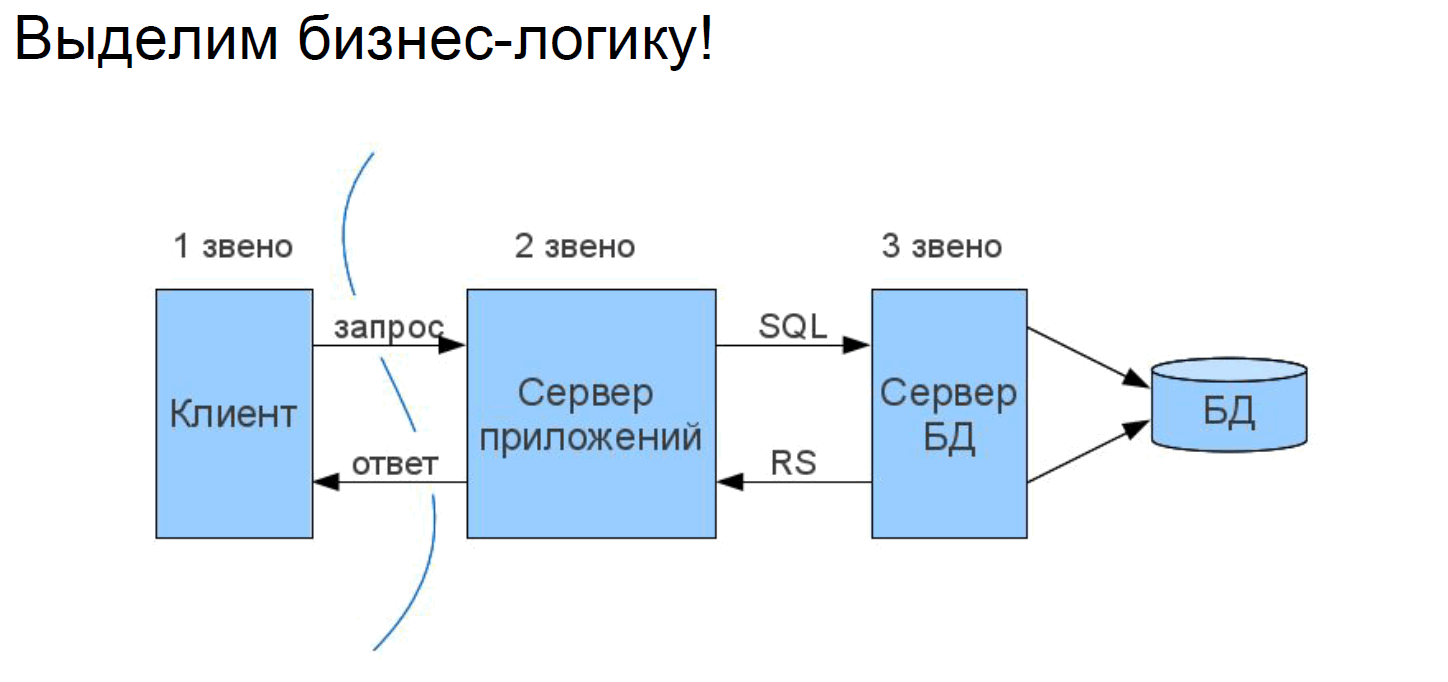 Выделим бизнес-логику!
1 звено
2 звено
3 звено
запрос
SQL
Клиент
Сервер
приложений
Сервер
БД
БД
ответ
RS